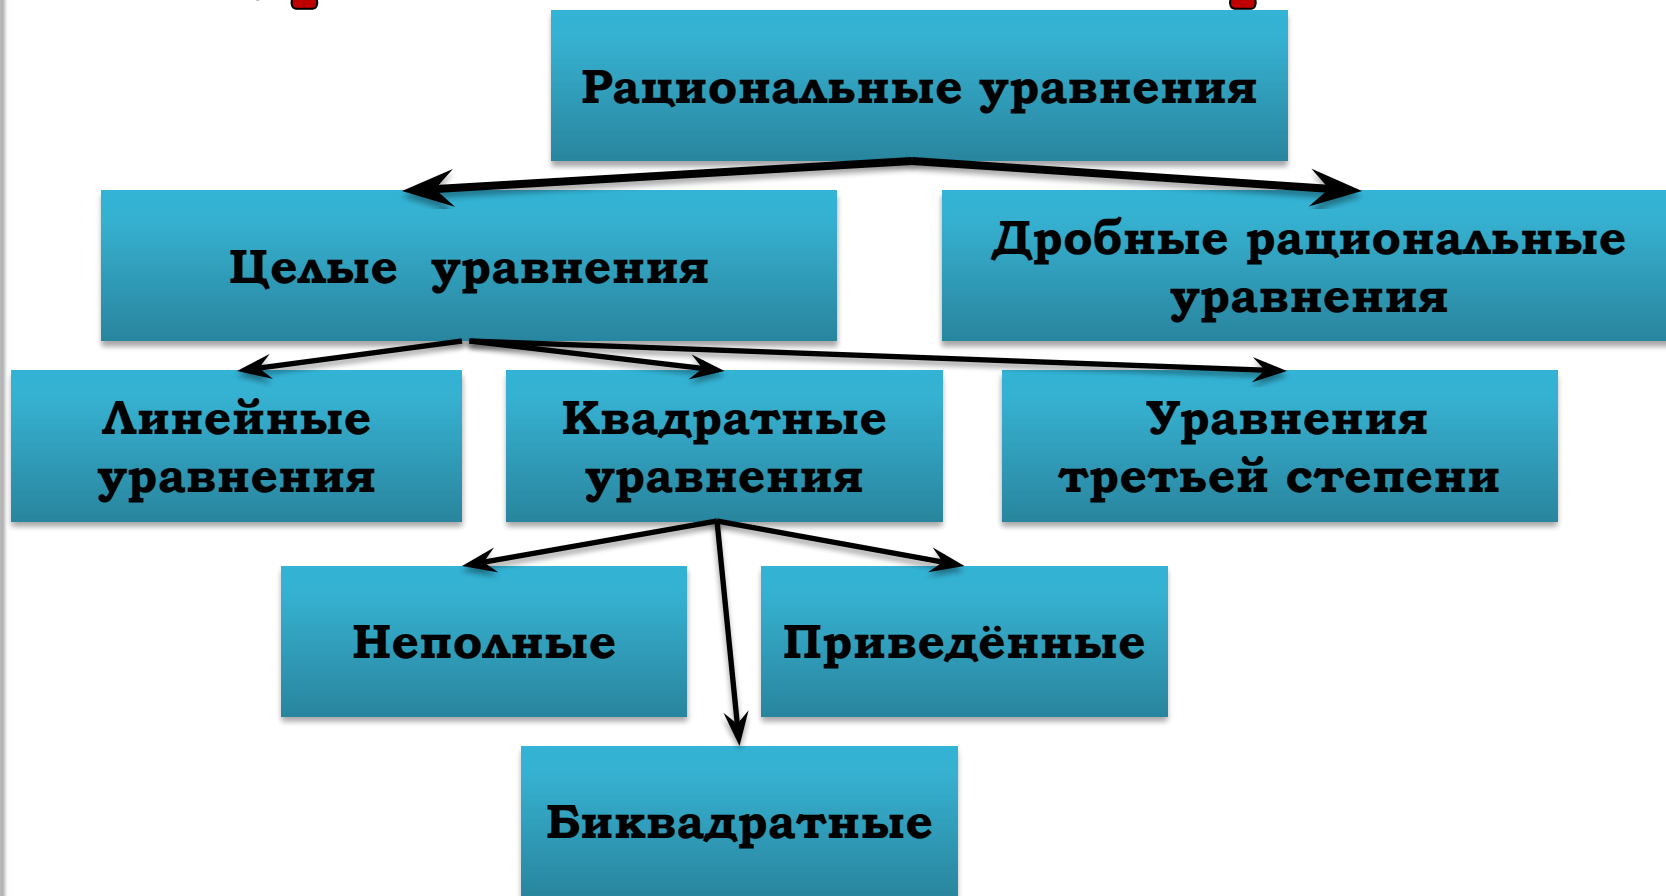 Рациональные уравнения
Целые уравнения
Дробные рациональные
уравнения
Линейные
уравнения
Квадратные
уравнения
Уравнения
третьей степени
Неполные
Приведённые
Биквадратные